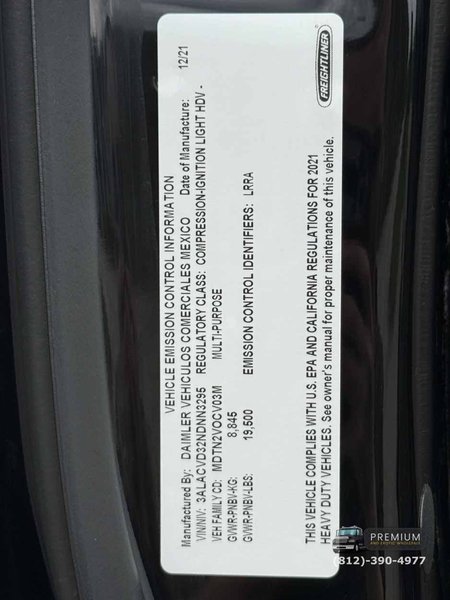 VEHICLE EMISSION CONTROL INFORMATION
Manufactured By: DAIMLER VEHICULOS COMERCIALES MEXICO Date of Manufacture: 12/21
VIN/NIV: 3ALACVD32NDNN3295 REGULATORY CLASS: COMPRESSION-IGNITION LIGHT HDV -
VEH FAMILY CD: MDTN2VOCV03M MULTI-PURPOSE
GVWR-PNBV-KG: 8,845
GVWR-PNBV-LBS: 19,500 EMISSION CONTROL IDENTIFIERS: LRRA
THIS VEHICLE COMPLIES WITH U.S. EPA AND CALIFORNIA REGULATIONS FOR 2021
HEAVY DUTY VEHICLES. See owner's manual for proper maintenance of this vehicle.
FREIGHTLINER
PREMIUM
AND EXOTIC WHOLESALE
(812)-390-4977